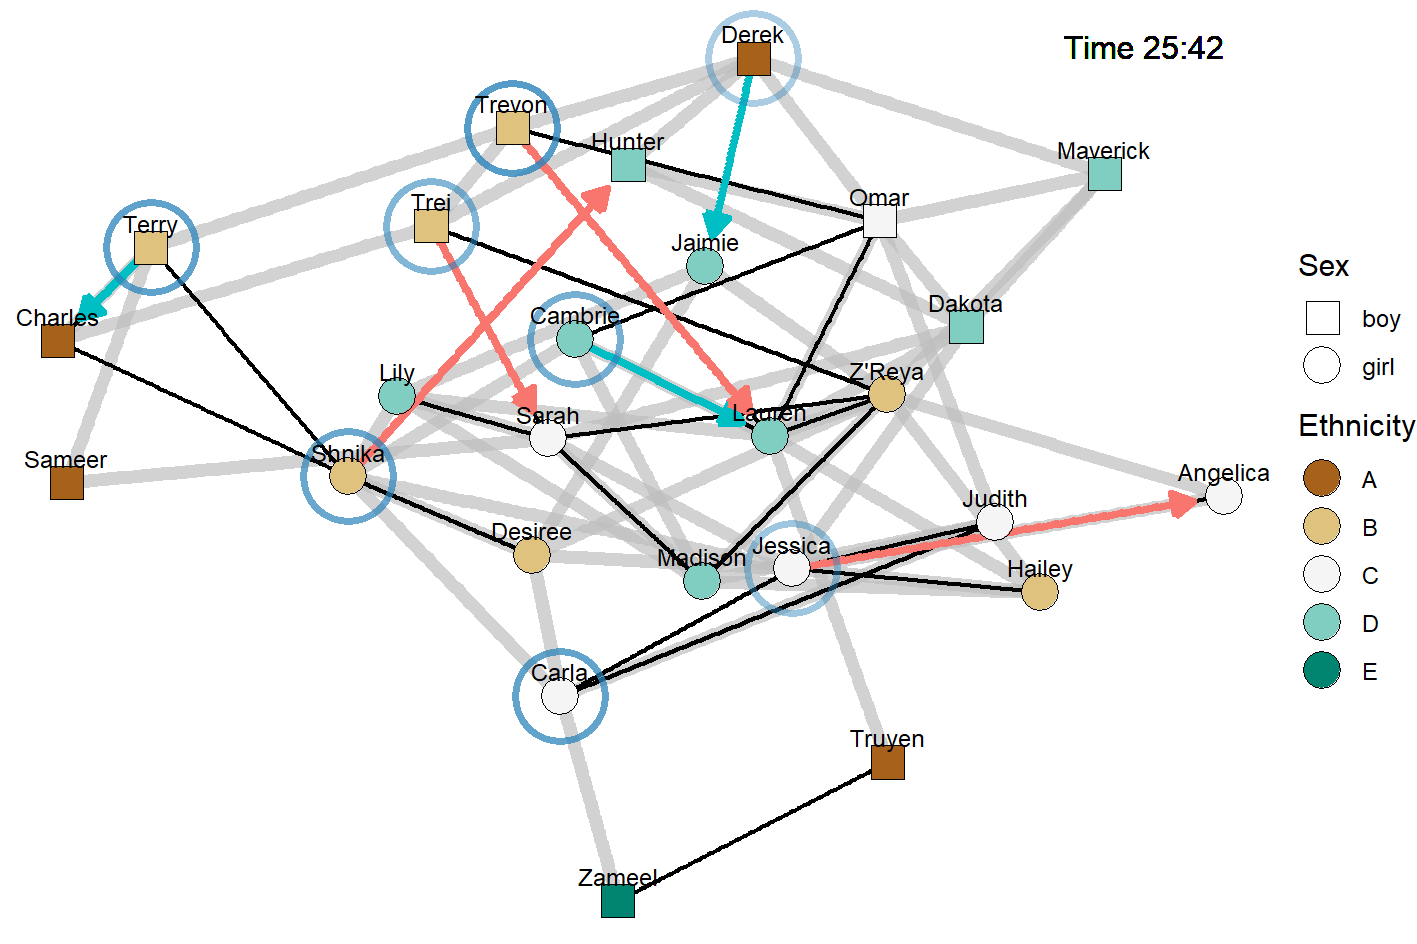 Derek
Time 25:42
Trevon
Hunter
Maverick
Trei
Omar
Terry
Jaimie
Sex
Charles
Cambrie
Dakota
boy
Lily
Z'Reya
girl
Sarah
Lauren
Ethnicity
Shnika
Sameer
Angelica
A
Judith
B
Desiree
Madison
Jessica
Hailey
C
D
Carla
E
Truyen
Zameel